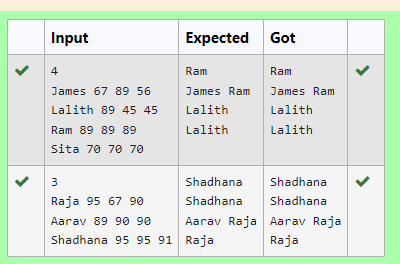 Input Expected Got
4 Ram Ram
James 67 89 56 James Ram James Ram
Lalith 89 45 45 Lalith Lalith
Ram 89 89 89 Lalith Lalith
Sita 70 70 70
3 Shadhana Shadhana
Raja 95 67 90 Shadhana Shadhana
Aarav 89 90 90 Aarav Raja Aarav Raja
Shadhana 95 95 91 Raja Raja